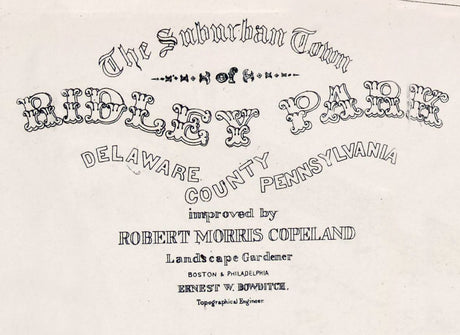 The Suburban Town
of
RIDLEY PARK
DELAWARE COUNTY PENNSYLVANIA
improved by
ROBERT MORRIS COPELAND
Landscape Gardener
BOSTON & PHILADELPHIA
ERNEST W. BOWDITCH,
Topographical Engineer